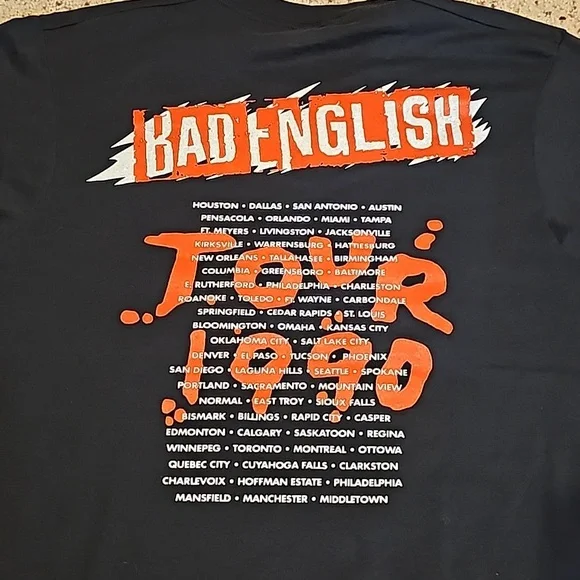 BAD ENGLISH
HOUSTON • DALLAS • SAN ANTONIO • AUSTIN
PENSACOLA • ORLANDO • MIAMI • TAMPA
FT. MEYERS • LIVINGSTON • JACKSONVILLE
KIRKSVILLE • WARRENSBURG • HATTIESBURG
NEW ORLEANS • TALLAHASEE • BIRMINGHAM
COLUMBIA • GREENSBORO • BALTIMORE
E. RUTHERFORD • PHILADELPHIA • CHARLESTON
ROANOKE • TOLEDO • FT. WAYNE • CARBONDALE
SPRINGFIELD • CEDAR RAPIDS • ST. LOUIS
BLOOMINGTON • OMAHA • KANSAS CITY
OKLAHOMA CITY • SALT LAKE CITY
DENVER • EL PASO • TUCSON • PHOENIX
SAN DIEGO • LAGUNA HILLS • SEATTLE • SPOKANE
PORTLAND • SACRAMENTO • MOUNTAIN VIEW
NORMAL • EAST TROY • SIOUX FALLS
BISMARK • BILLINGS • RAPID CITY • CASPER
EDMONTON • CALGARY • SASKATOON • REGINA
WINNEPEG • TORONTO • MONTREAL • OTTOWA
QUEBEC CITY • CUYAHOGA FALLS • CLARKSTON
CHARLEVOIX • HOFFMAN ESTATE • PHILADELPHIA
MANSFIELD • MANCHESTER • MIDDLETOWN
TOUR
1990